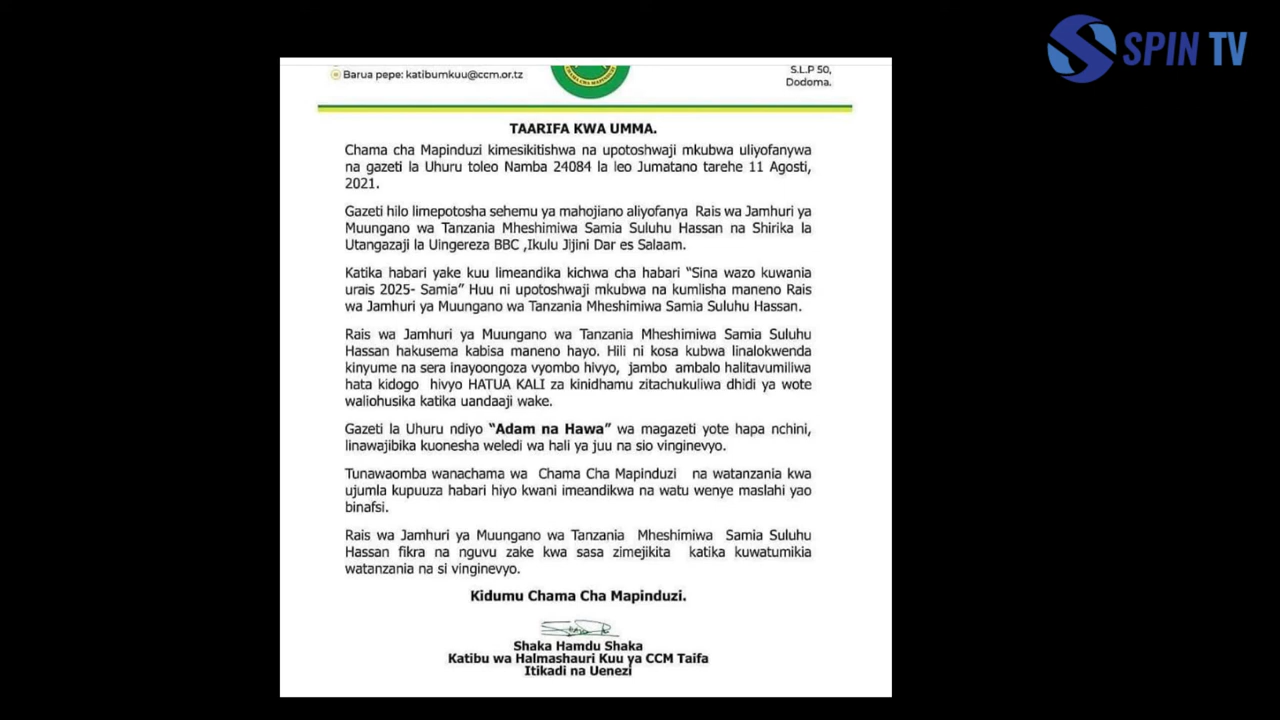 SPIN TV
Barua pepe: katibumkuu@ccm.or.tz
S.L.P 50,
Dodoma.
CHAMA CHA MAPINDUZI
TAARIFA KWA UMMA.
Chama cha Mapinduzi kimesikitishwa na upotoshwaji mkubwa uliyofanywa
na gazeti la Uhuru toleo Namba 24084 la leo Jumatano tarehe 11 Agosti,
2021.
Gazeti hilo limepotosha sehemu ya mahojiano aliyofanya Rais wa Jamhuri ya
Muungano wa Tanzania Mheshimiwa Samia Suluhu Hassan na Shirika la
Utangazaji la Uingereza BBC ,Ikulu Jijini Dar es Salaam.
Katika habari yake kuu limeandika kichwa cha habari “Sina wazo kuwania
urais 2025- Samia” Huu ni upotoshwaji mkubwa na kumlisha maneno Rais
wa Jamhuri ya Muungano wa Tanzania Mheshimiwa Samia Suluhu Hassan.
Rais wa Jamhuri ya Muungano wa Tanzania Mheshimiwa Samia Suluhu
Hassan hakusema kabisa maneno hayo. Hili ni kosa kubwa linalokwenda
kinyume na sera inayoongoza vyombo hivyo, jambo ambalo halitavumiliwa
hata kidogo hivyo HATUA KALI za kinidhamu zitachukuliwa dhidi ya wote
waliohusika katika uandaaji wake.
Gazeti la Uhuru ndiyo “Adam na Hawa” wa magazeti yote hapa nchini,
linawajibika kuonesha weledi wa hali ya juu na sio vinginevyo.
Tunawaomba wanachama wa Chama Cha Mapinduzi na watanzania kwa
ujumla kupuuza habari hiyo kwani imeandikwa na watu wenye maslahi yao
binafsi.
Rais wa Jamhuri ya Muungano wa Tanzania Mheshimiwa Samia Suluhu
Hassan fikra na nguvu zake kwa sasa zimejikita katika kuwatumikia
watanzania na si vinginevyo.
Kidumu Chama Cha Mapinduzi.
Shaka Hamdu Shaka
Katibu wa Halmashauri Kuu ya CCM Taifa
Itikadi na Uenezi